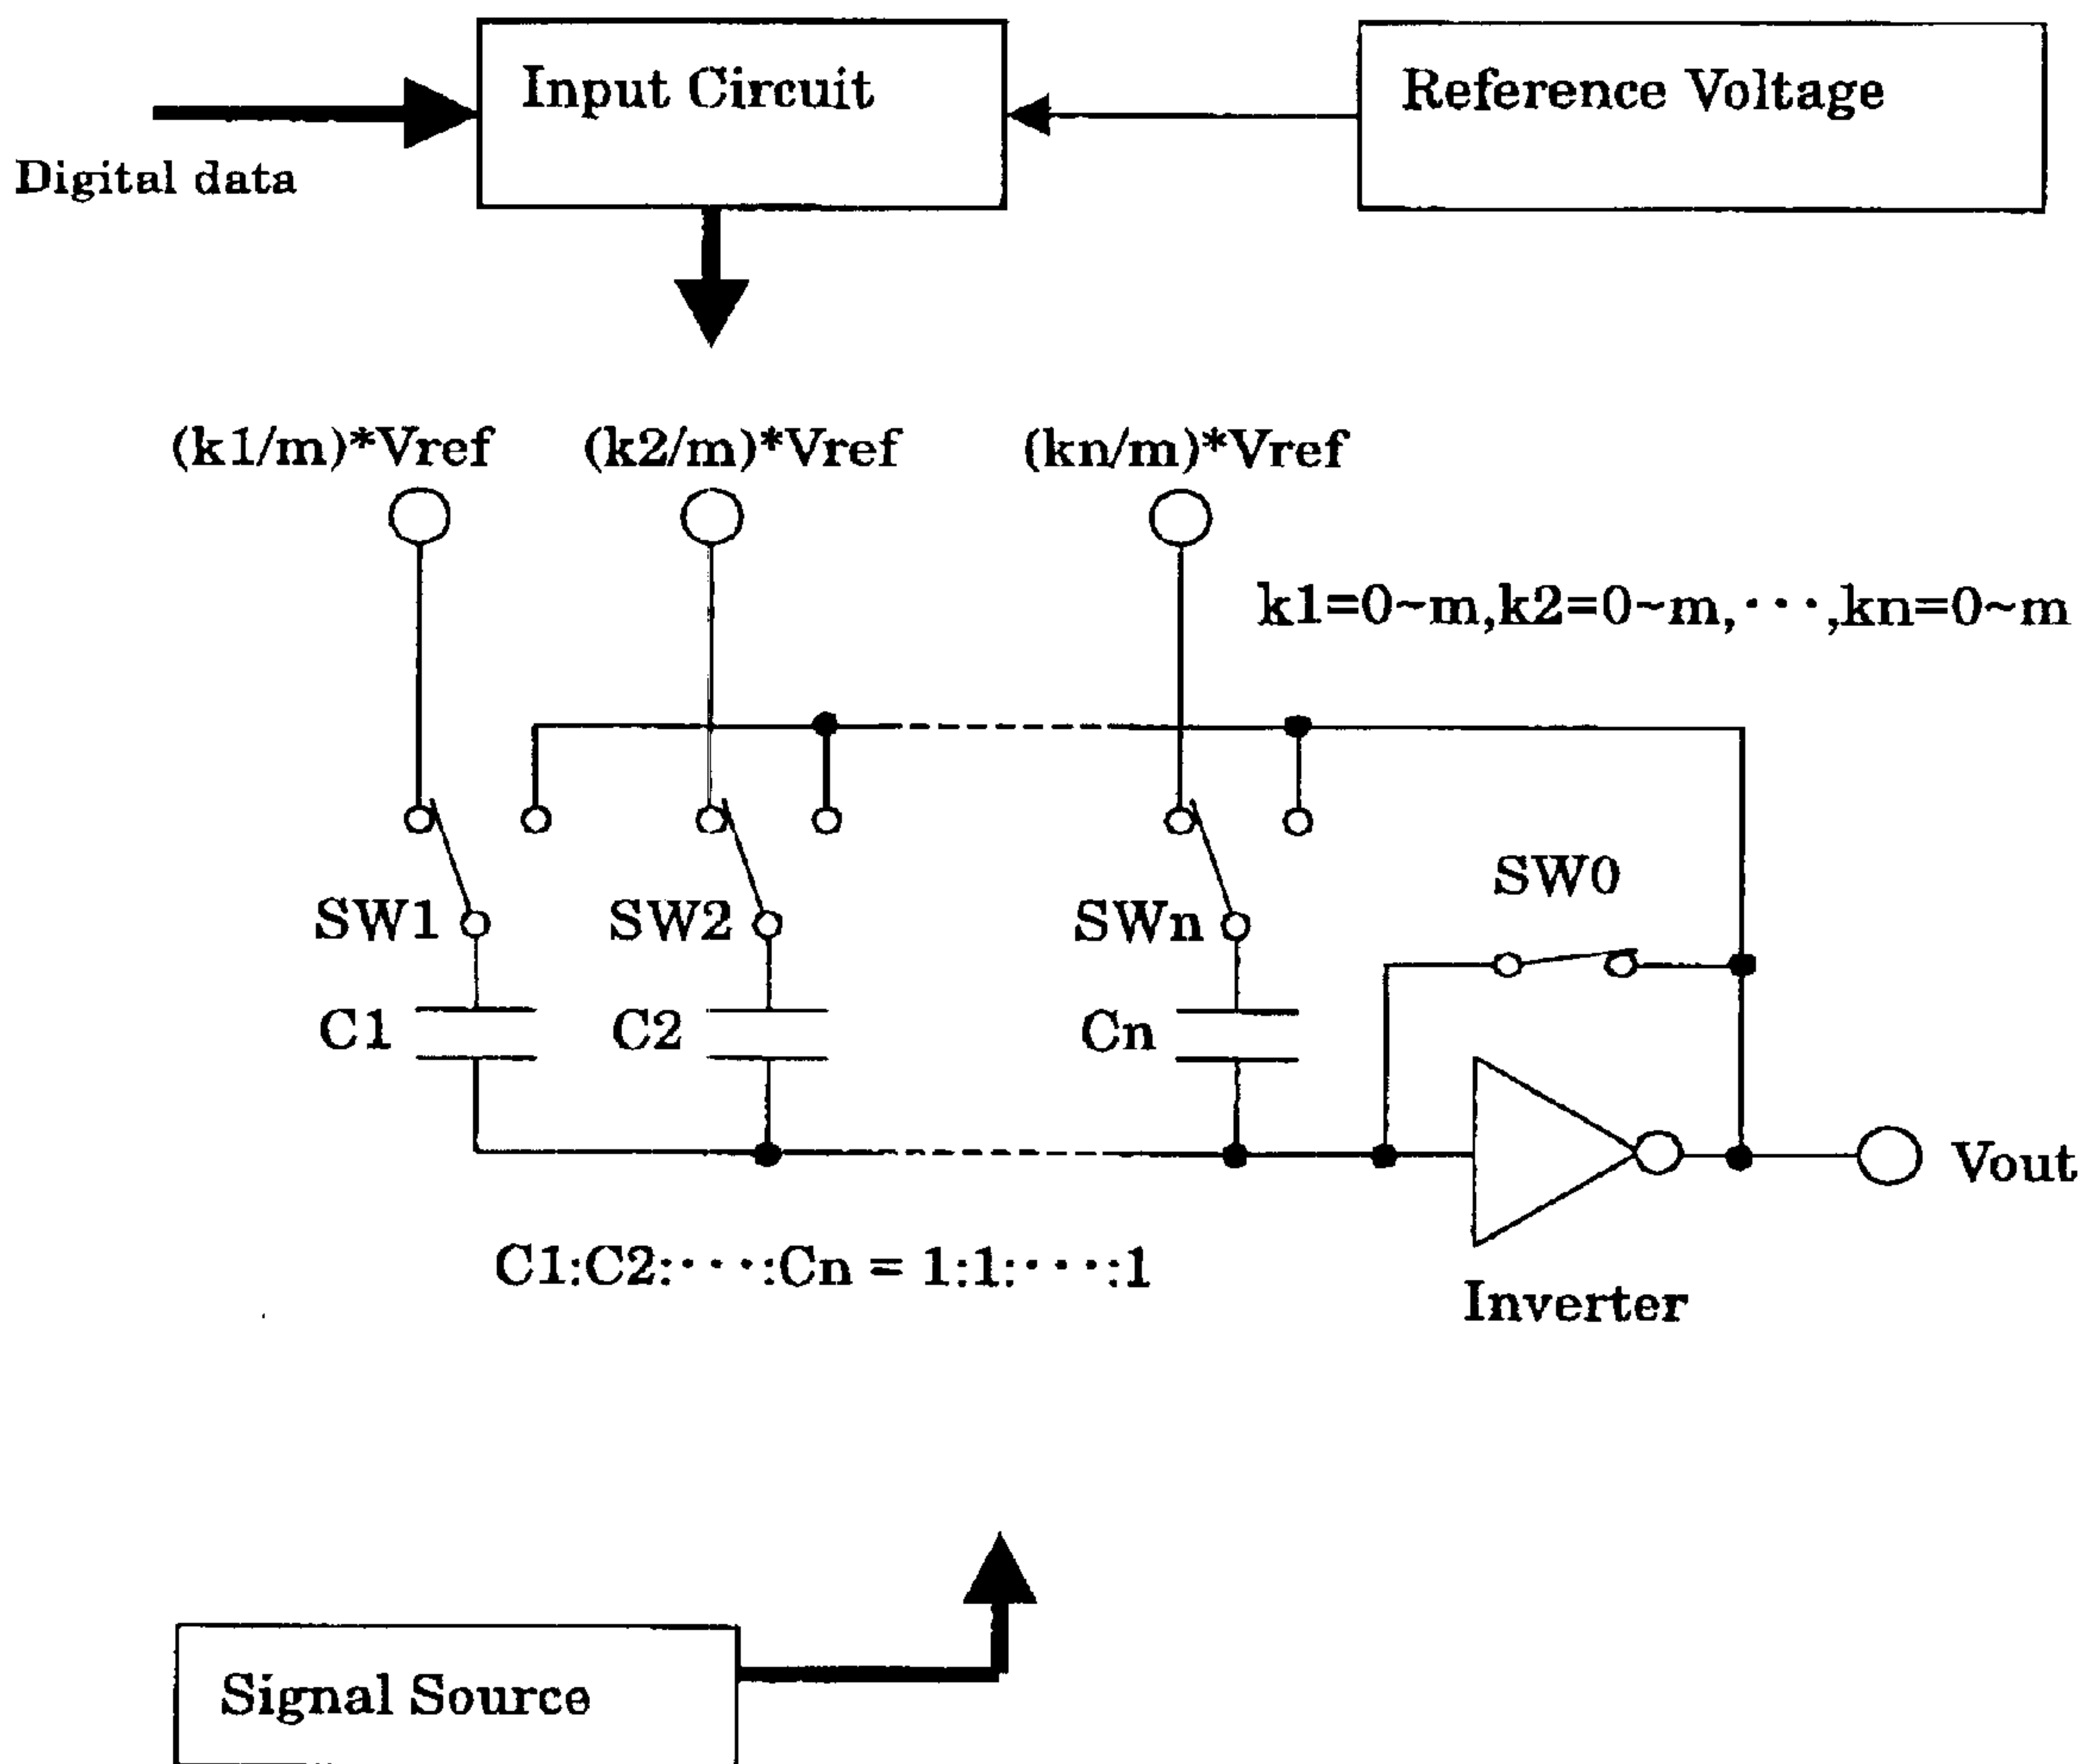 Input Circuit
Reference Voltage
Digital data
(k1/m)*Vref
(k2/m)*Vref
(kn/m)*Vref
k1=0~m,k2=0~m,···,kn=0~m
SW0
SW1
SW2
SWn
C1
C2
Cn
Vout
C1:C2:····:Cn = 1:1:····:1
Inverter
Signal Source